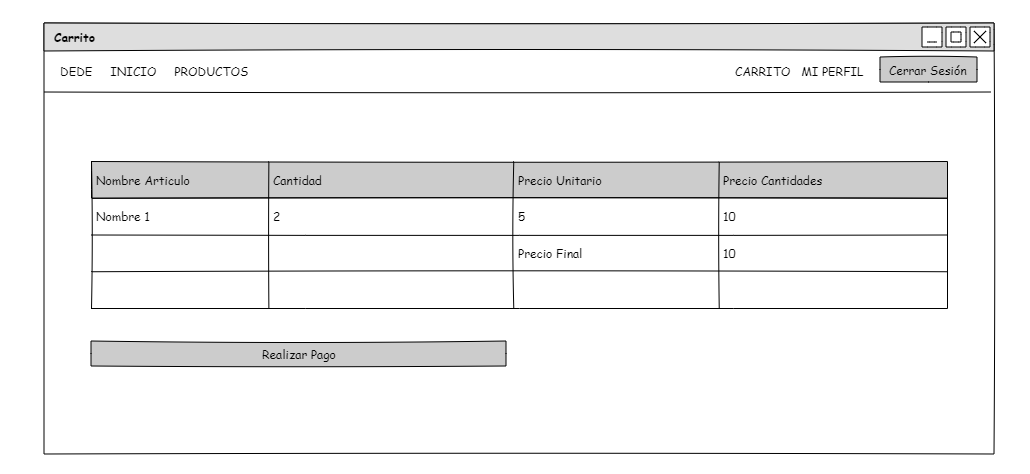 Carrito
DEDE INICIO PRODUCTOS CARRITO MI PERFIL Cerrar Sesión
Nombre Articulo Cantidad Precio Unitario Precio Cantidades
Nombre 1 2 5 10
Precio Final 10
Realizar Pago